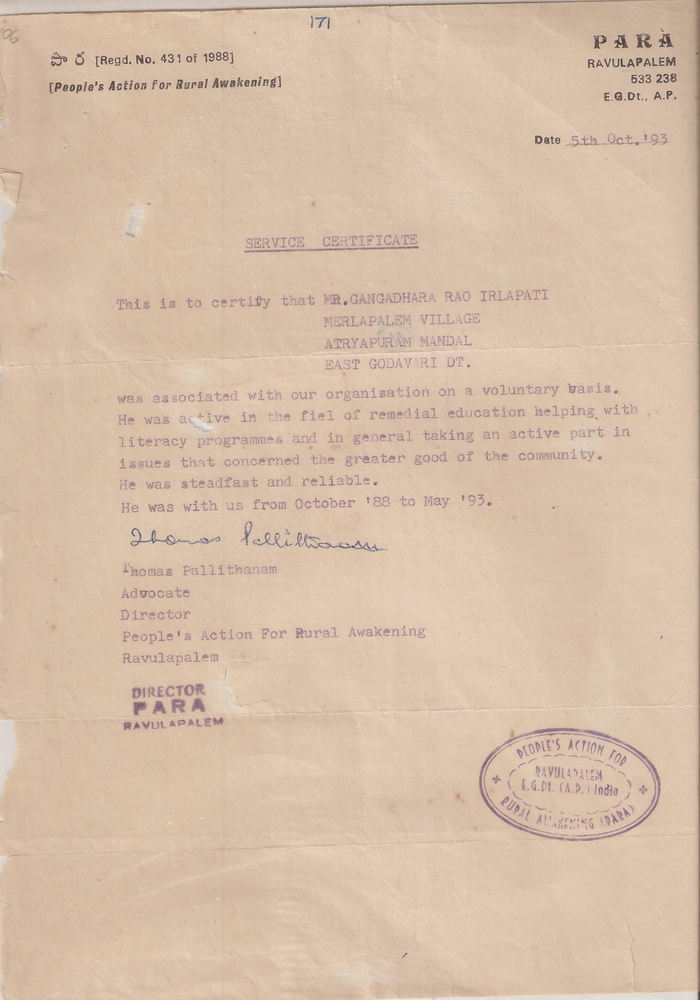 171
06
పార [Regd. No. 431 of 1988]
[People's Action for Rural Awakening]
PARA
RAVULAPALEM
533 238
E.G.Dt., A.P.
Date 5th Oct.'93
SERVICE CERTIFICATE
This is to certify that MR.GANGADHARA RAO IRLAPATI
MERLAPALEM VILLAGE
ATRYAPURAM MANDAL
EAST GODAVARI DT.
was associated with our organisation on a voluntary basis.
He was active in the fiel of remedial education helping with
literacy programmes and in general taking an active part in
issues that concerned the greater good of the community.
He was steadfast and reliable.
He was with us from October '88 to May '93.
Thomas Pallithanam
Thomas Pallithanam
Advocate
Director
People's Action For Rural Awakening
Ravulapalem
DIRECTOR
PARA
RAVULAPALEM
PEOPLE'S ACTION FOR
RAVULAPALEM
E.G.Dt. (A.P.) India
RURAL AWAKENING (PARA)